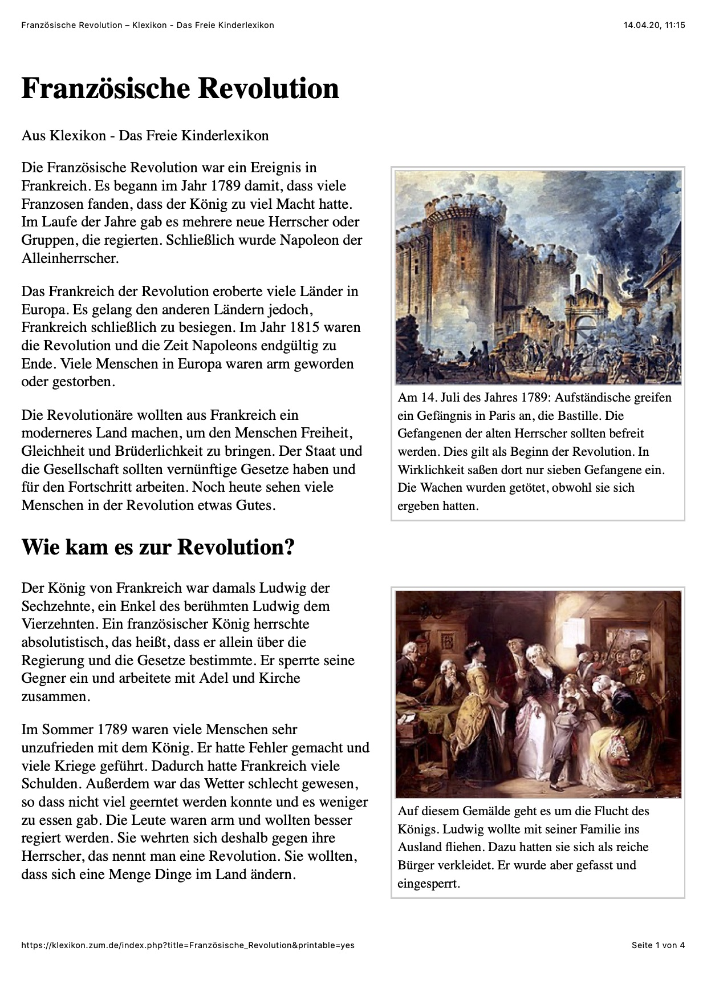 Französische Revolution – Klexikon - Das Freie Kinderlexikon
14.04.20, 11:15
Französische Revolution
Aus Klexikon - Das Freie Kinderlexikon
Die Französische Revolution war ein Ereignis in
Frankreich. Es begann im Jahr 1789 damit, dass viele
Franzosen fanden, dass der König zu viel Macht hatte.
Im Laufe der Jahre gab es mehrere neue Herrscher oder
Gruppen, die regierten. Schließlich wurde Napoleon der
Alleinherrscher.
Das Frankreich der Revolution eroberte viele Länder in
Europa. Es gelang den anderen Ländern jedoch,
Frankreich schließlich zu besiegen. Im Jahr 1815 waren
die Revolution und die Zeit Napoleons endgültig zu
Ende. Viele Menschen in Europa waren arm geworden
oder gestorben.
Die Revolutionäre wollten aus Frankreich ein
moderneres Land machen, um den Menschen Freiheit,
Gleichheit und Brüderlichkeit zu bringen. Der Staat und
die Gesellschaft sollten vernünftige Gesetze haben und
für den Fortschritt arbeiten. Noch heute sehen viele
Menschen in der Revolution etwas Gutes.
Am 14. Juli des Jahres 1789: Aufständische greifen
ein Gefängnis in Paris an, die Bastille. Die
Gefangenen der alten Herrscher sollten befreit
werden. Dies gilt als Beginn der Revolution. In
Wirklichkeit saßen dort nur sieben Gefangene ein.
Die Wachen wurden getötet, obwohl sie sich
ergeben hatten.
Wie kam es zur Revolution?
Der König von Frankreich war damals Ludwig der
Sechzehnte, ein Enkel des berühmten Ludwig dem
Vierzehnten. Ein französischer König herrschte
absolutistisch, das heißt, dass er allein über die
Regierung und die Gesetze bestimmte. Er sperrte seine
Gegner ein und arbeitete mit Adel und Kirche
zusammen.
Im Sommer 1789 waren viele Menschen sehr
unzufrieden mit dem König. Er hatte Fehler gemacht und
viele Kriege geführt. Dadurch hatte Frankreich viele
Schulden. Außerdem war das Wetter schlecht gewesen,
so dass nicht viel geerntet werden konnte und es weniger
zu essen gab. Die Leute waren arm und wollten besser
regiert werden. Sie wehrten sich deshalb gegen ihre
Herrscher, das nennt man eine Revolution. Sie wollten,
dass sich eine Menge Dinge im Land ändern.
Auf diesem Gemälde geht es um die Flucht des
Königs. Ludwig wollte mit seiner Familie ins
Ausland fliehen. Dazu hatten sie sich als reiche
Bürger verkleidet. Er wurde aber gefasst und
eingesperrt.
https://klexikon.zum.de/index.php?title=Französische_Revolution&printable=yes
Seite 1 von 4